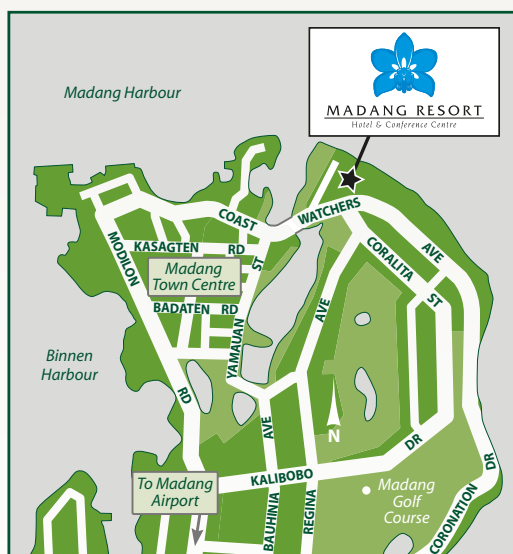 Madang Harbour
MADANG RESORT
Hotel & Conference Centre
COAST
WATCHERS
AVE
KASAGTEN RD
MODILON
RD
Madang
Town Centre
BADATEN RD
YAMAUAN
ST
CORALITA
ST
AVE
Binnen
Harbour
N
AVE
DR
KALIBOBO
To Madang
Airport
BAUHINIA
REGINA
Madang
Golf
Course
CORONATION
DR